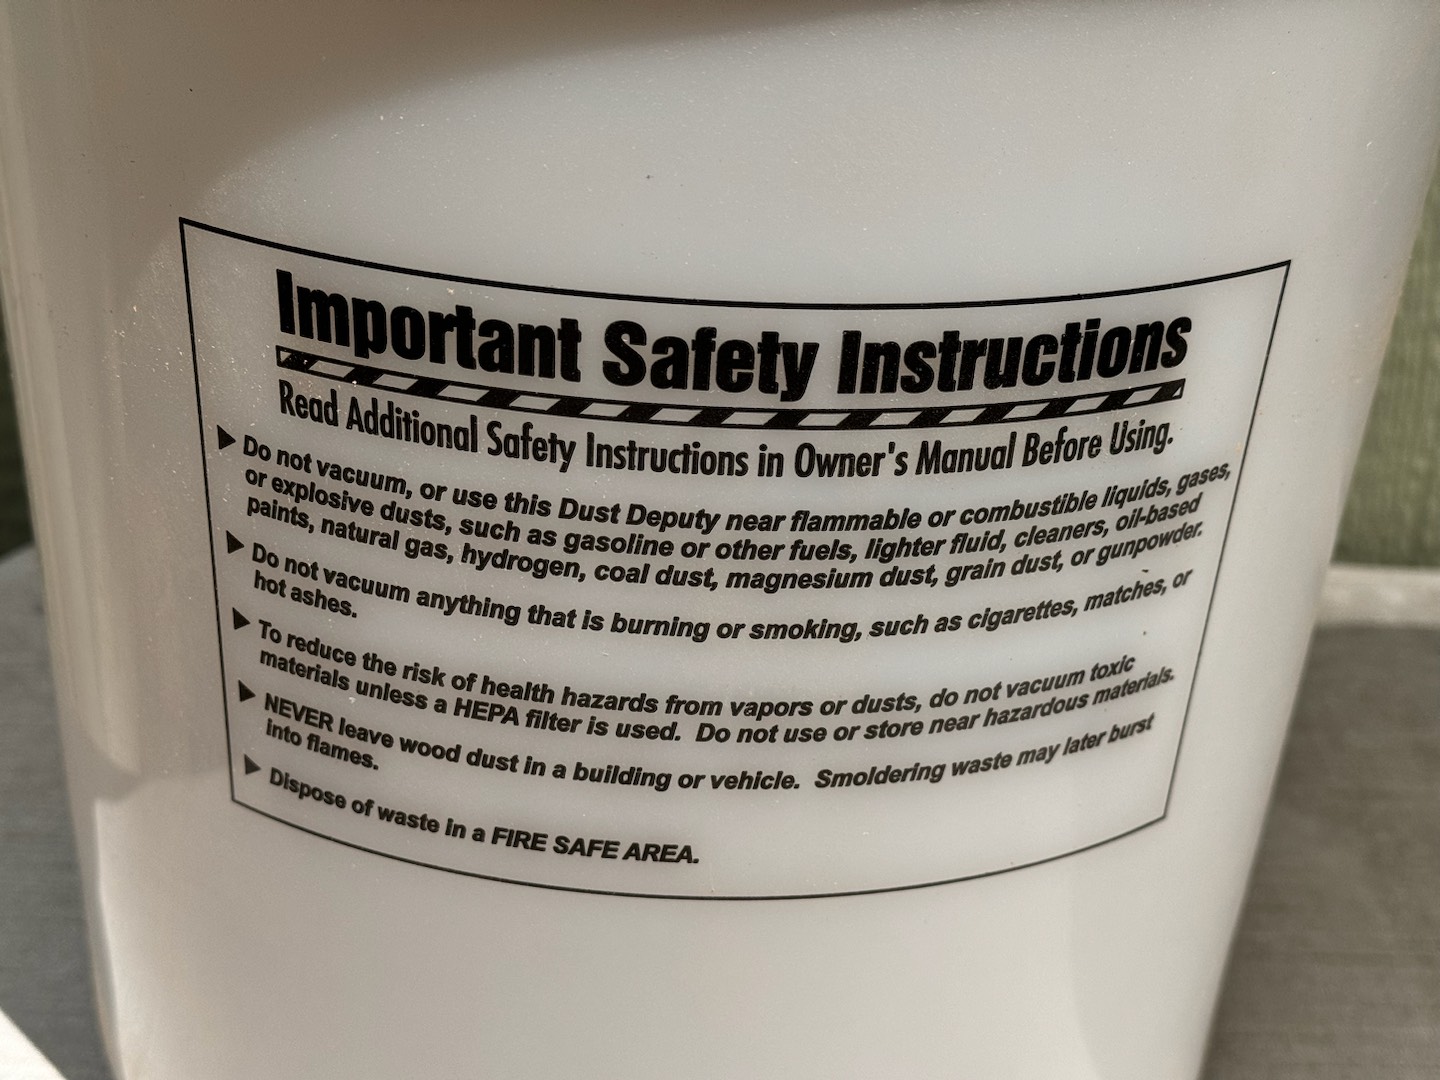 Important Safety Instructions
Read Additional Safety Instructions in Owner's Manual Before Using.
▶ Do not vacuum, or use this Dust Deputy near flammable or combustible liquids, gases,
or explosive dusts, such as gasoline or other fuels, lighter fluid, cleaners, oil-based
paints, natural gas, hydrogen, coal dust, magnesium dust, grain dust, or gunpowder.
▶ Do not vacuum anything that is burning or smoking, such as cigarettes, matches, or
hot ashes.
▶ To reduce the risk of health hazards from vapors or dusts, do not vacuum toxic
materials unless a HEPA filter is used. Do not use or store near hazardous materials.
▶ NEVER leave wood dust in a building or vehicle. Smoldering waste may later burst
into flames.
▶ Dispose of waste in a FIRE SAFE AREA.